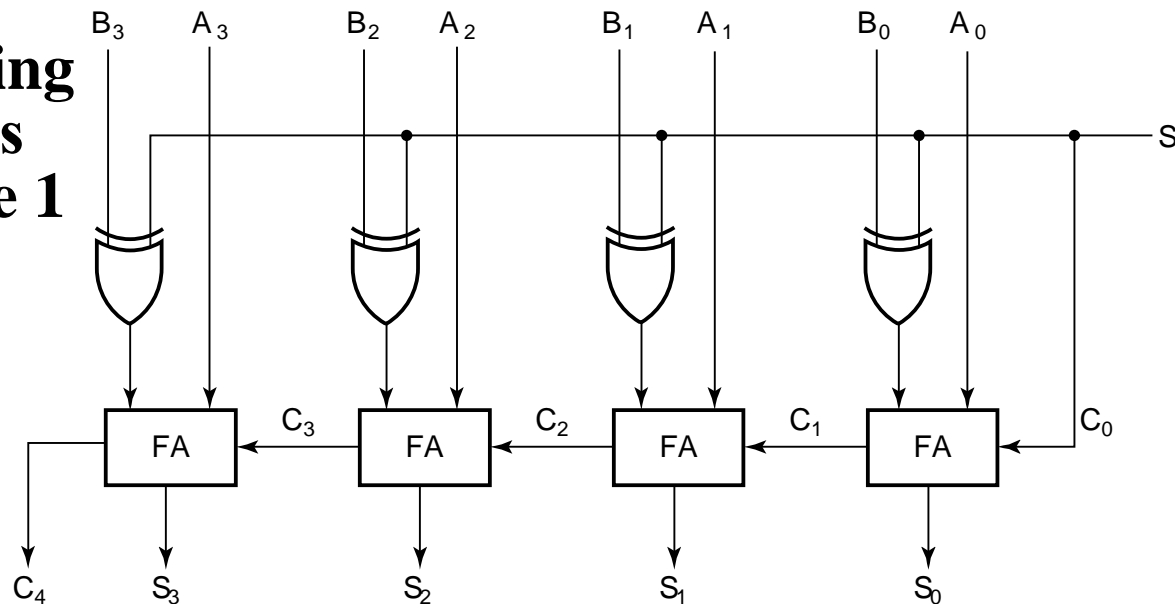 B₃ A₃ B₂ A₂ B₁ A₁ B₀ A₀
ing
s
S
e 1
FA C₃ FA C₂ FA C₁ FA C₀
C₄ S₃ S₂ S₁ S₀